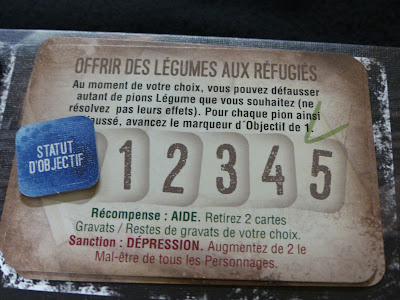 OFFRIR DES LÉGUMES AUX RÉFUGIÉS
Au moment de votre choix, vous pouvez défausser
autant de pions Légume que vous souhaitez (ne
résolvez pas leurs effets). Pour chaque pion ainsi
défaussé, avancez le marqueur d'Objectif de 1.
STATUT
D'OBJECTIF
1 2 3 4 5
Récompense : AIDE. Retirez 2 cartes
Gravats / Restes de gravats de votre choix.
Sanction : DÉPRESSION. Augmentez de 2 le
Mal-être de tous les Personnages.